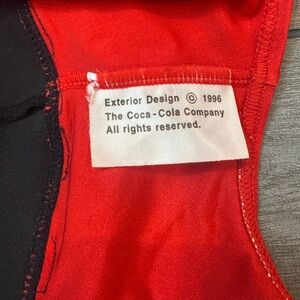 Exterior Design © 1996
The Coca-Cola Company
All rights reserved.